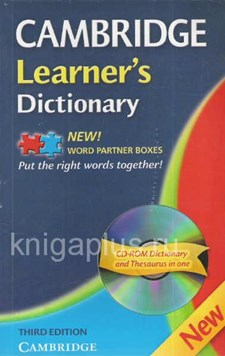 CAMBRIDGE
Learner's
Dictionary
NEW!
WORD PARTNER BOXES
Put the right words together!
knigaplus.ru
CD-ROM Dictionary
and Thesaurus in one
New
THIRD EDITION
CAMBRIDGE